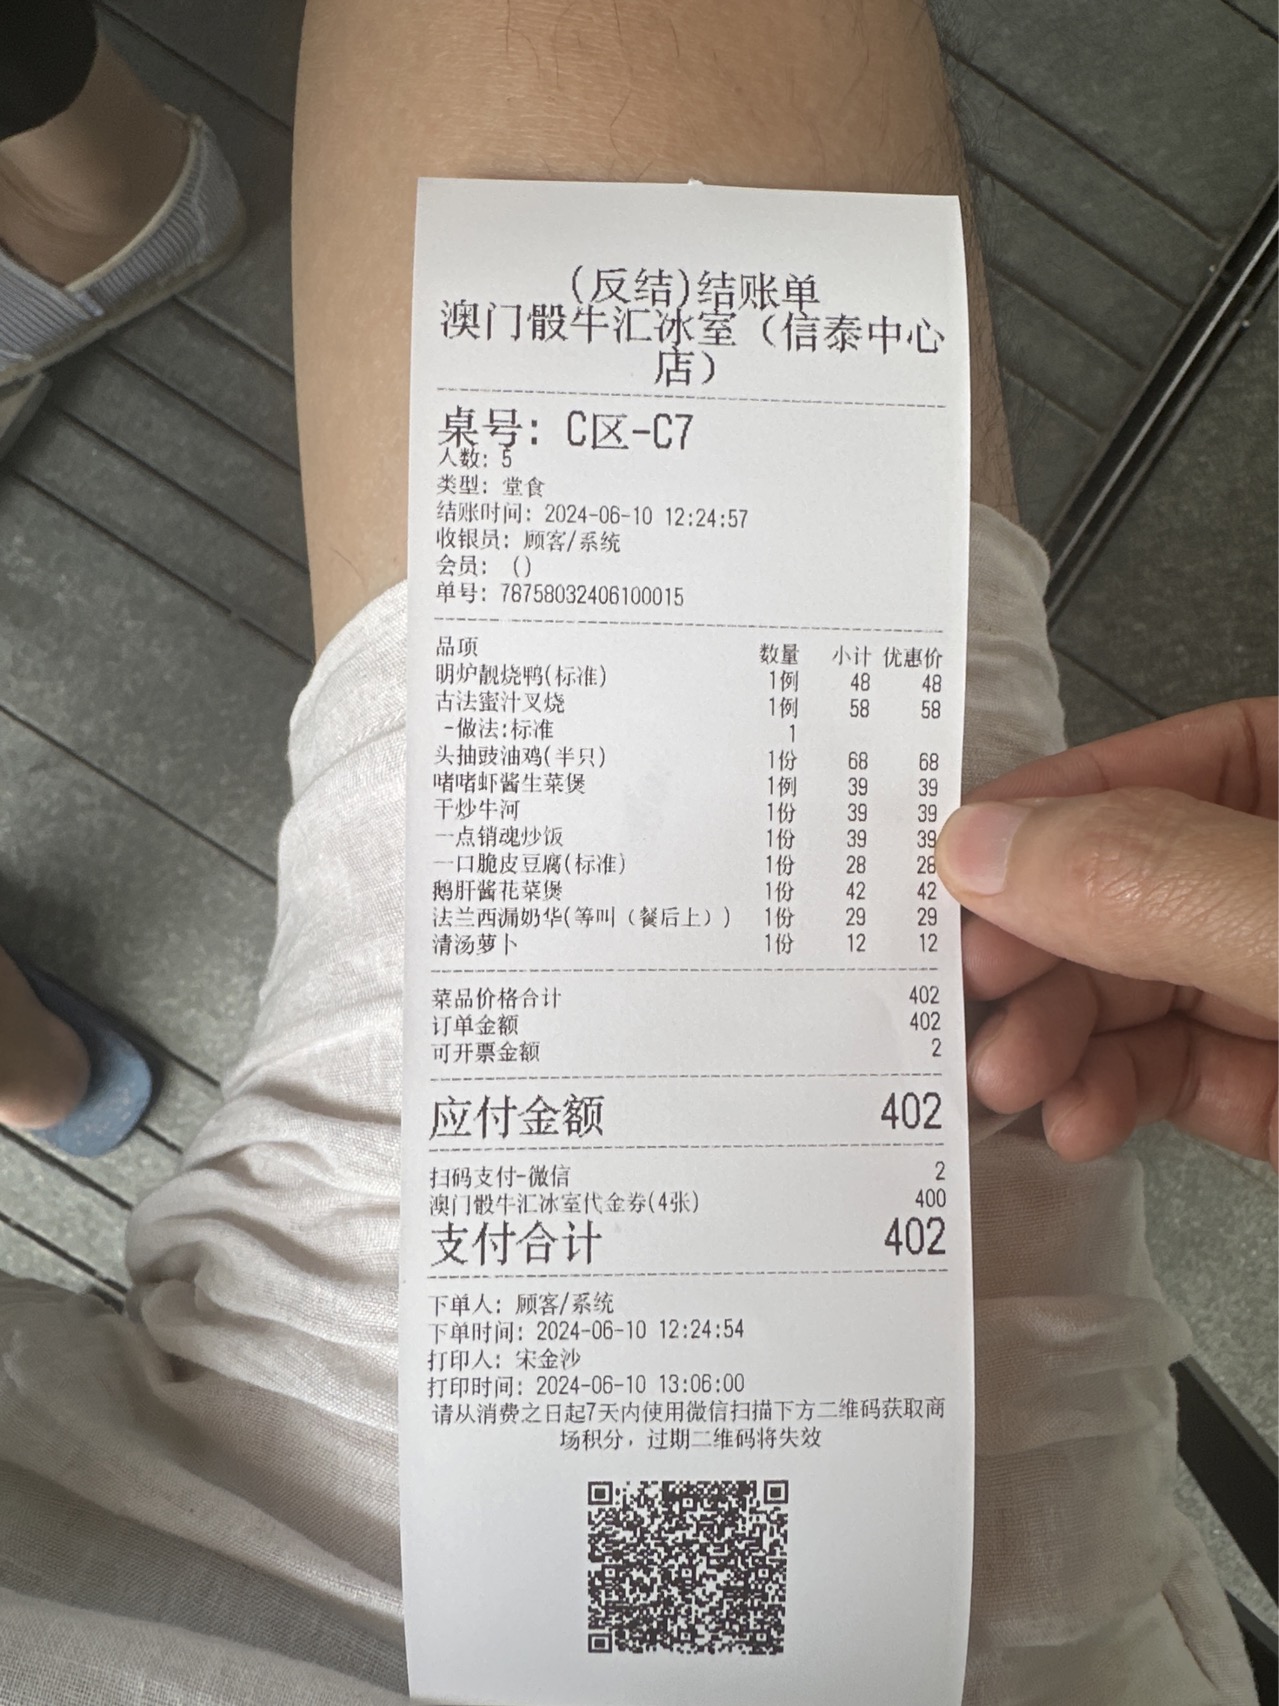 (反结)结账单
澳门骰牛汇冰室（信泰中心
店）
桌号: C区-C7
人数: 5
类型: 堂食
结账时间: 2024-06-10 12:24:57
收银员: 顾客/系统
会员: ()
单号: 78758032406100015
品项 数量 小计 优惠价
明炉靓烧鸭(标准) 1例 48 48
古法蜜汁叉烧 1例 58 58
-做法:标准 1
头抽豉油鸡(半只) 1份 68 68
啫啫虾酱生菜煲 1例 39 39
干炒牛河 1份 39 39
一点销魂炒饭 1份 39 39
一口脆皮豆腐(标准) 1份 28 28
鹅肝酱花菜煲 1份 42 42
法兰西漏奶华(等叫（餐后上）) 1份 29 29
清汤萝卜 1份 12 12
菜品价格合计 402
订单金额 402
可开票金额 2
应付金额 402
扫码支付-微信 2
澳门骰牛汇冰室代金券(4张) 400
支付合计 402
下单人: 顾客/系统
下单时间: 2024-06-10 12:24:54
打印人: 宋金沙
打印时间: 2024-06-10 13:06:00
请从消费之日起7天内使用微信扫描下方二维码获取商
场积分，过期二维码将失效